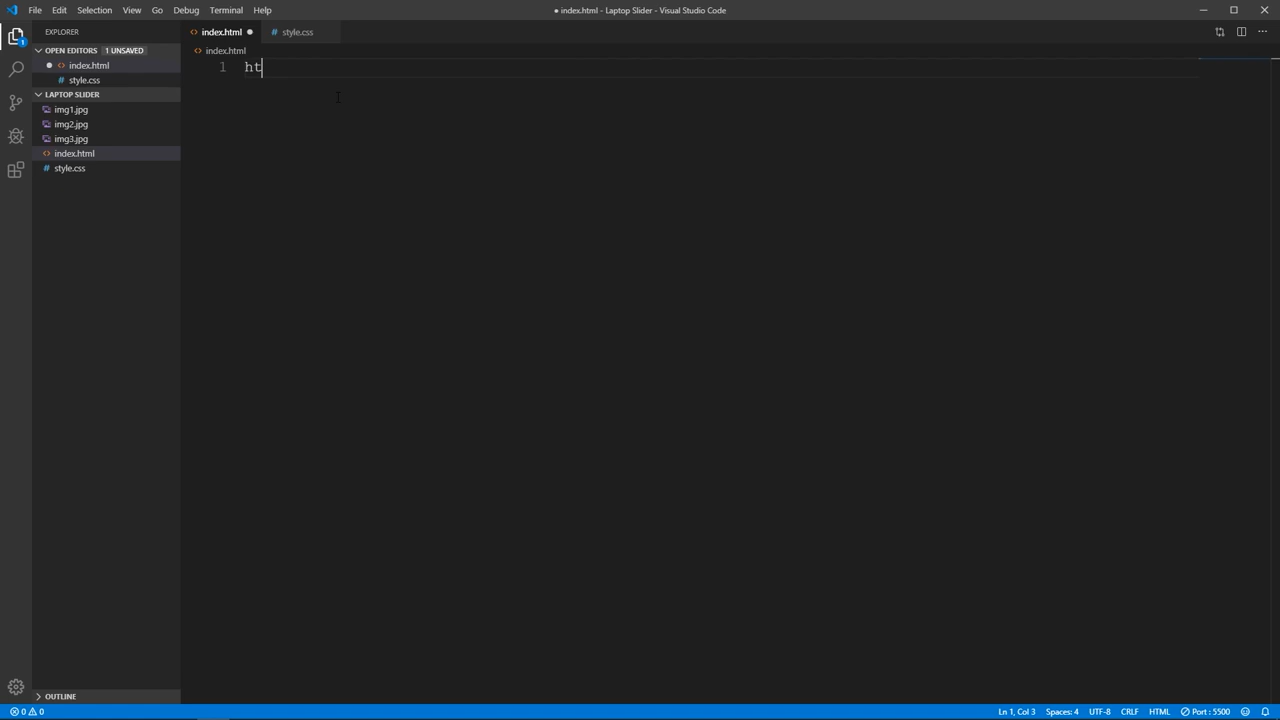 File Edit Selection View Go Debug Terminal Help
● index.html - Laptop Slider - Visual Studio Code
EXPLORER
index.html ●
style.css
OPEN EDITORS 1 UNSAVED
index.html
1 ht
● index.html
style.css
LAPTOP SLIDER
img1.jpg
img2.jpg
img3.jpg
index.html
style.css
1
OUTLINE
0 0
Ln 1, Col 3 Spaces: 4 UTF-8 CRLF HTML Port : 5500